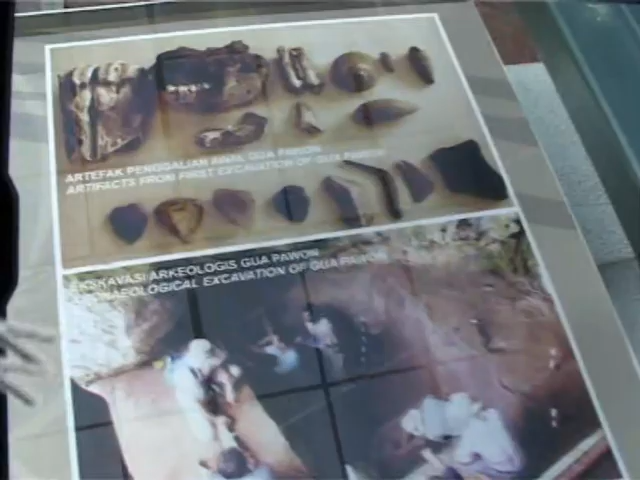 ARTEFAK PENGGALIAN AWAL GUA PAWON
ARTIFACTS FROM FIRST EXCAVATION OF GUA PAWON
EKSKAVASI ARKEOLOGIS GUA PAWON
ARCHAEOLOGICAL EXCAVATION OF GUA PAWON